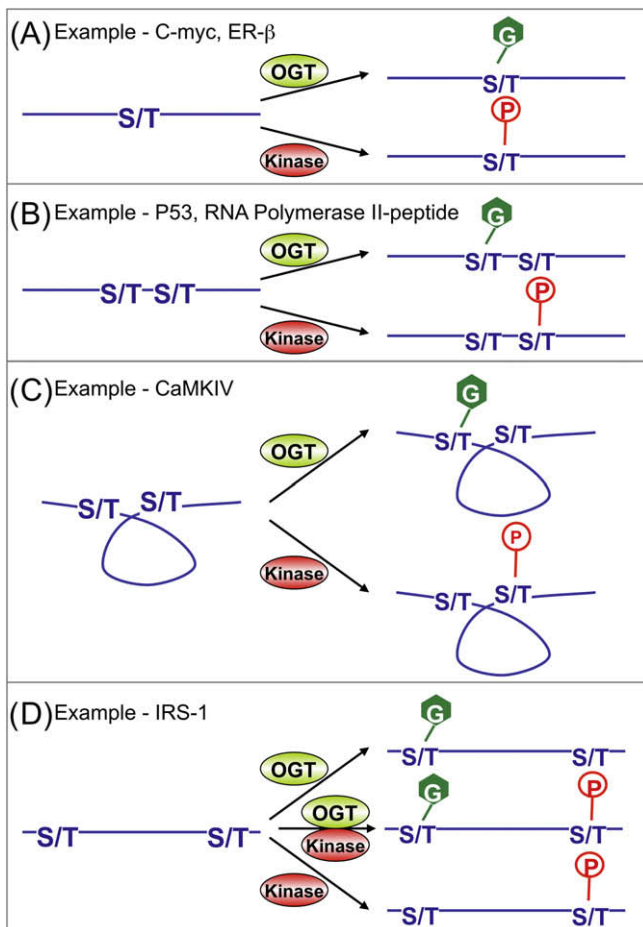 (A) Example - C-myc, ER-β
G
OGT
S/T
S/T
P
Kinase
S/T
(B) Example - P53, RNA Polymerase II-peptide
G
OGT
S/T S/T
P
S/T S/T
Kinase
S/T S/T
(C) Example - CaMKIV
G
OGT
S/T S/T
S/T S/T
P
Kinase
S/T S/T
(D) Example - IRS-1
G
OGT
S/T S/T
G P
OGT
S/T S/T
S/T S/T
Kinase
P
Kinase
S/T S/T